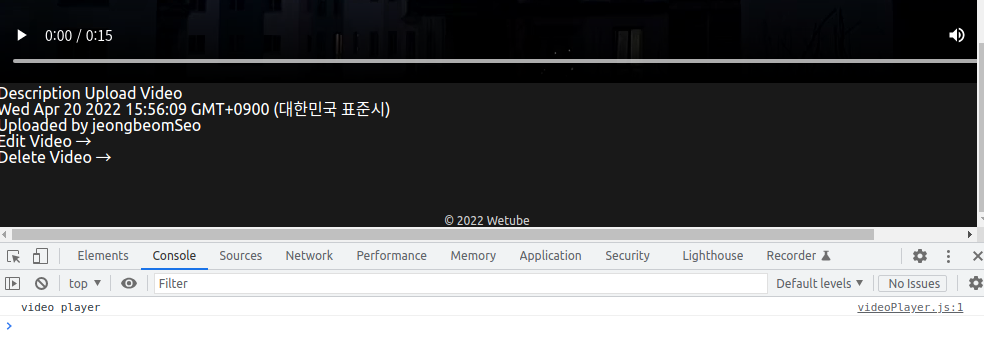 0:00 / 0:15
Description Upload Video
Wed Apr 20 2022 15:56:09 GMT+0900 (대한민국 표준시)
Uploaded by jeongbeomSeo
Edit Video →
Delete Video →
© 2022 Wetube
Elements Console Sources Network Performance Memory Application Security Lighthouse Recorder
top ▼ Filter Default levels ▼ No Issues
video player videoPlayer.js:1
>